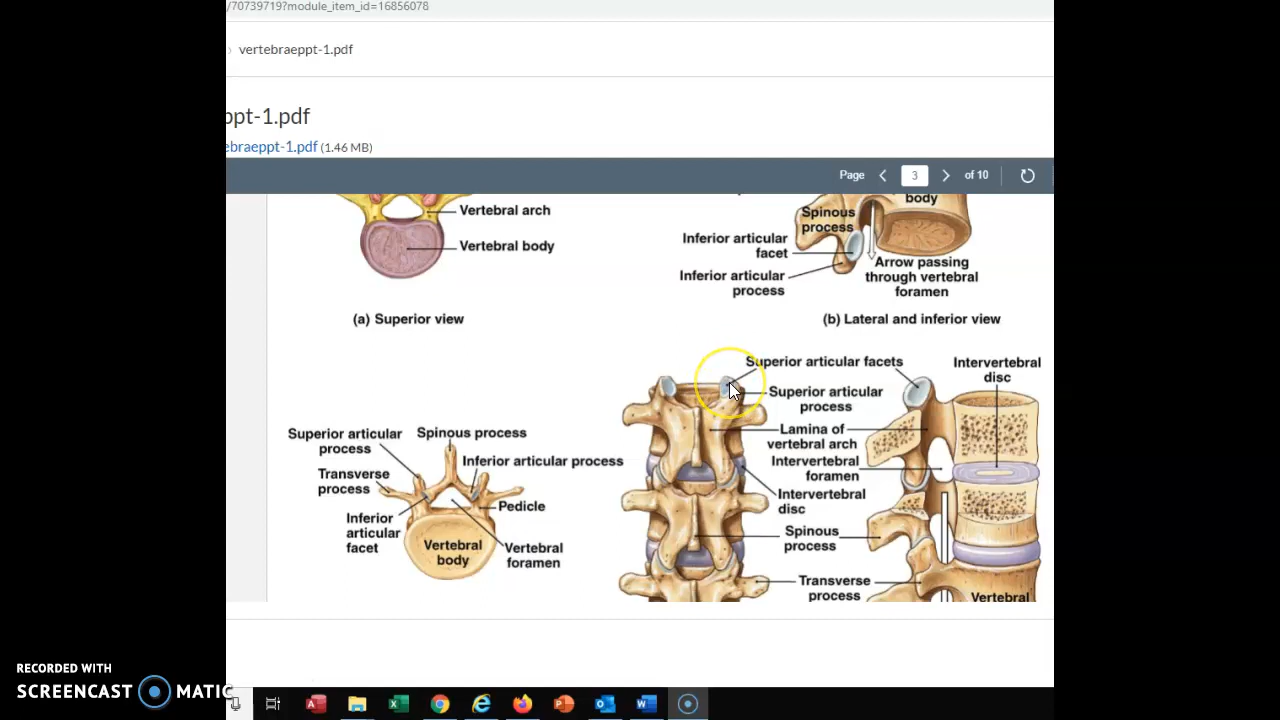 /70739719?module_item_id=16856078
› vertebraeppt-1.pdf
ppt-1.pdf
ebraeppt-1.pdf (1.46 MB)
Page
3
of 10
Vertebral arch
Vertebral body
(a) Superior view
body
Spinous
process
Inferior articular
facet
Inferior articular
process
Arrow passing
through vertebral
foramen
(b) Lateral and inferior view
Superior articular
process
Spinous process
Inferior articular process
Transverse
process
Pedicle
Inferior
articular
facet
Vertebral
body
Vertebral
foramen
Superior articular facets
Intervertebral
disc
Superior articular
process
Lamina of
vertebral arch
Intervertebral
foramen
Intervertebral
disc
Spinous
process
Transverse
process
Vertebral
RECORDED WITH
SCREENCAST MATIC